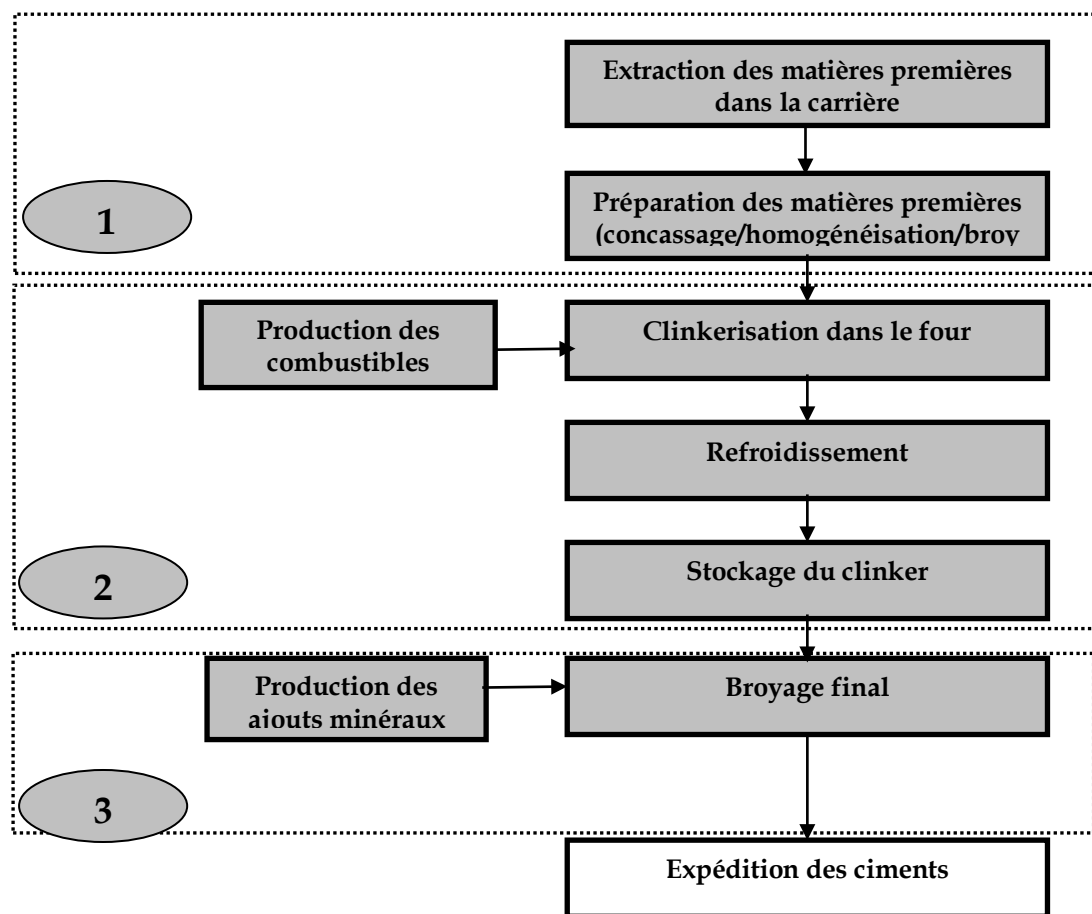 Extraction des matières premières
dans la carrière
1
Préparation des matières premières
(concassage/homogénéisation/broy
Production des
combustibles
Clinkerisation dans le four
Refroidissement
2
Stockage du clinker
Production des
ajouts minéraux
Broyage final
3
Expédition des ciments